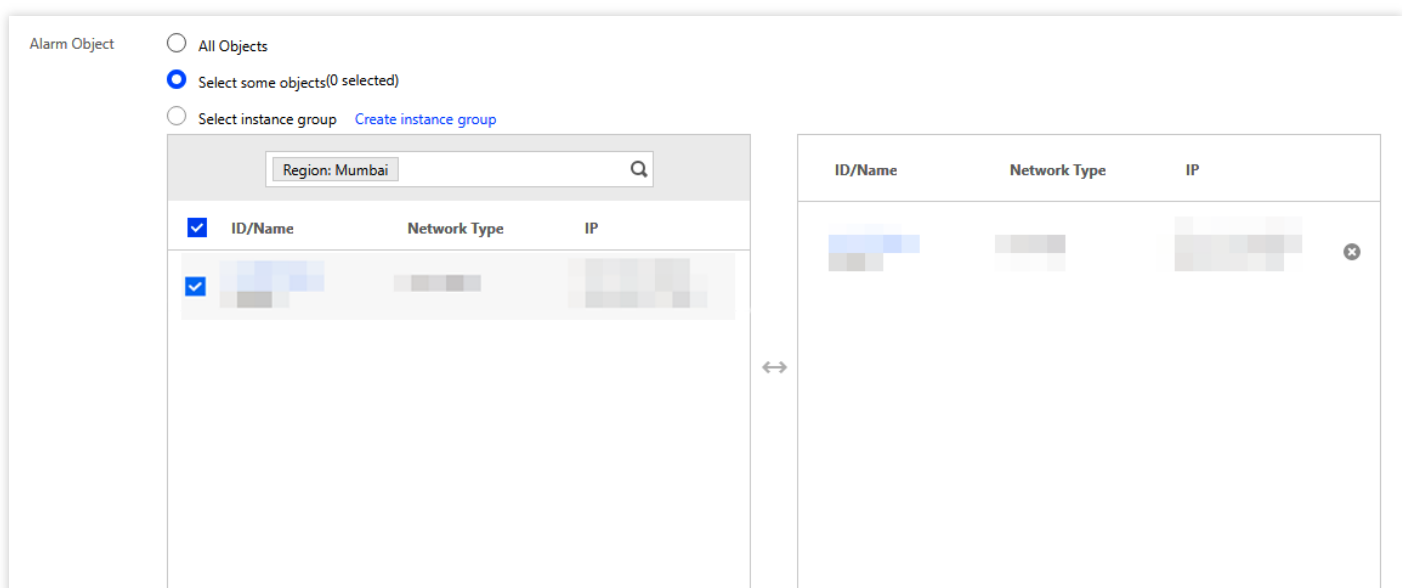 Alarm Object
All Objects
Select some objects(0 selected)
Select instance group Create instance group
Region: Mumbai
ID/Name Network Type IP
ID/Name Network Type IP